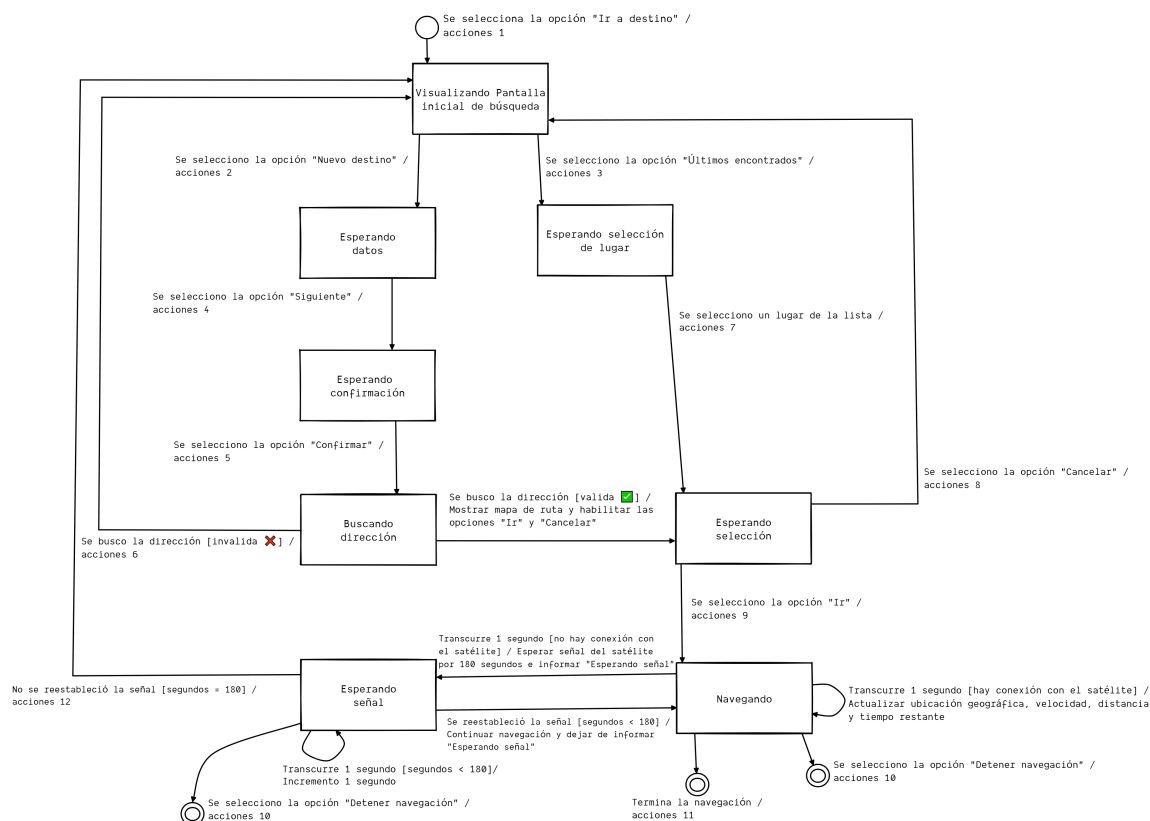 Se selecciona la opción "Ir a destino" /
acciones 1
Visualizando Pantalla
inicial de búsqueda
Se selecciono la opción "Nuevo destino" /
acciones 2
Se selecciono la opción "Últimos encontrados" /
acciones 3
Esperando
datos
Esperando selección
de lugar
Se selecciono la opción "Siguiente" /
acciones 4
Se selecciono un lugar de la lista /
acciones 7
Esperando
confirmación
Se selecciono la opción "Confirmar" /
acciones 5
Se selecciono la opción "Cancelar" /
acciones 8
Buscando
dirección
Se busco la dirección [valida ✅] /
Mostrar mapa de ruta y habilitar las
opciones "Ir" y "Cancelar"
Esperando
selección
Se busco la dirección [invalida ❌] /
acciones 6
Se selecciono la opción "Ir" /
acciones 9
Transcurre 1 segundo [no hay conexión con
el satélite] / Esperar señal del satélite
por 180 segundos e informar "Esperando señal"
No se reestableció la señal [segundos = 180] /
acciones 12
Esperando
señal
Navegando
Transcurre 1 segundo [hay conexión con el satélite] /
Actualizar ubicación geográfica, velocidad, distancia
y tiempo restante
Se reestableció la señal [segundos < 180] /
Continuar navegación y dejar de informar
"Esperando señal"
Transcurre 1 segundo [segundos < 180]/
Incremento 1 segundo
Se selecciono la opción "Detener navegación" /
acciones 10
Se selecciono la opción "Detener navegación" /
acciones 10
Termina la navegación /
acciones 11